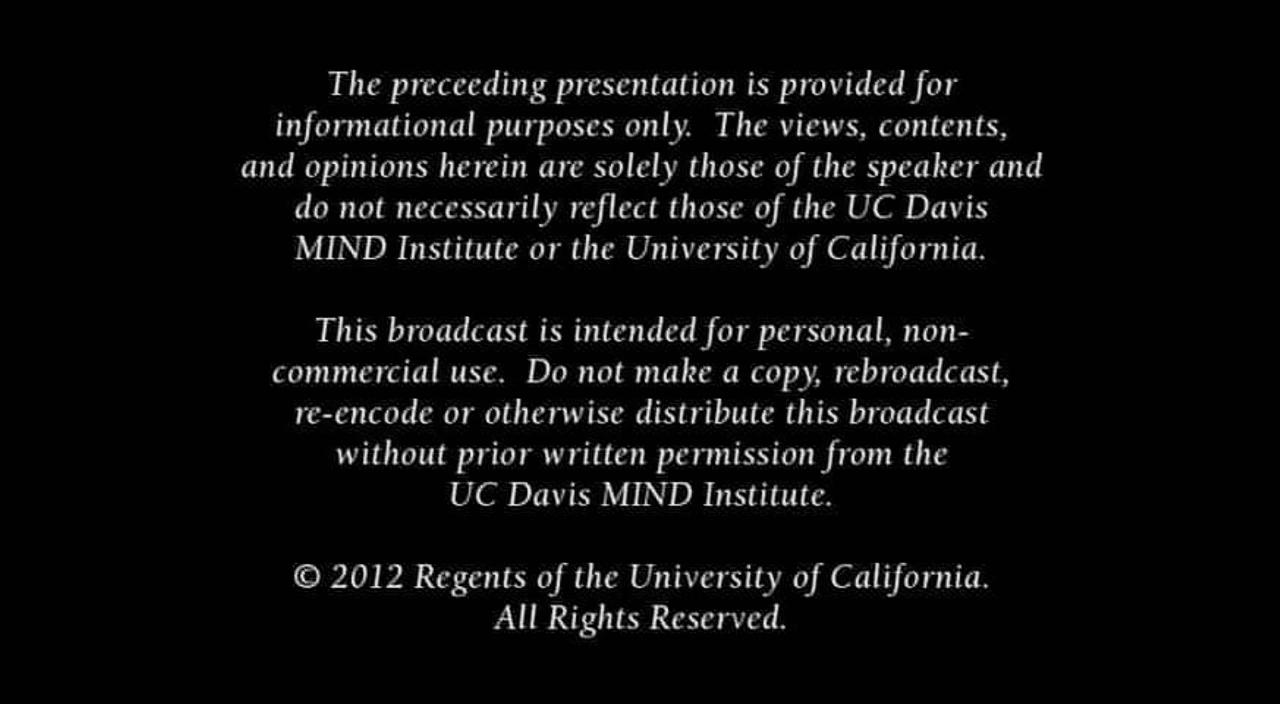 The preceeding presentation is provided for
informational purposes only.  The views, contents,
and opinions herein are solely those of the speaker and
do not necessarily reflect those of the UC Davis
MIND Institute or the University of California.
This broadcast is intended for personal, non-
commercial use.  Do not make a copy, rebroadcast,
re-encode or otherwise distribute this broadcast
without prior written permission from the
UC Davis MIND Institute.
© 2012 Regents of the University of California.
All Rights Reserved.